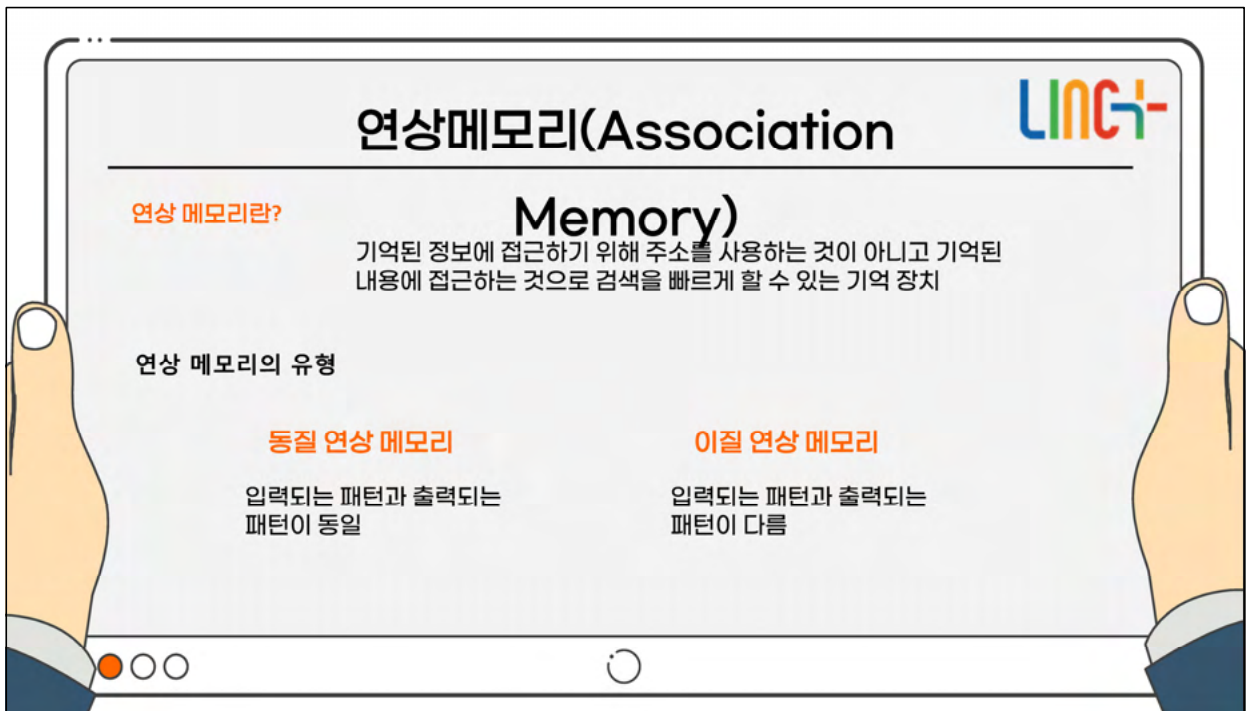 연상메모리(Association
Memory)
LINC+
연상 메모리란?
기억된 정보에 접근하기 위해 주소를 사용하는 것이 아니고 기억된
내용에 접근하는 것으로 검색을 빠르게 할 수 있는 기억 장치
연상 메모리의 유형
동질 연상 메모리
입력되는 패턴과 출력되는
패턴이 동일
이질 연상 메모리
입력되는 패턴과 출력되는
패턴이 다름